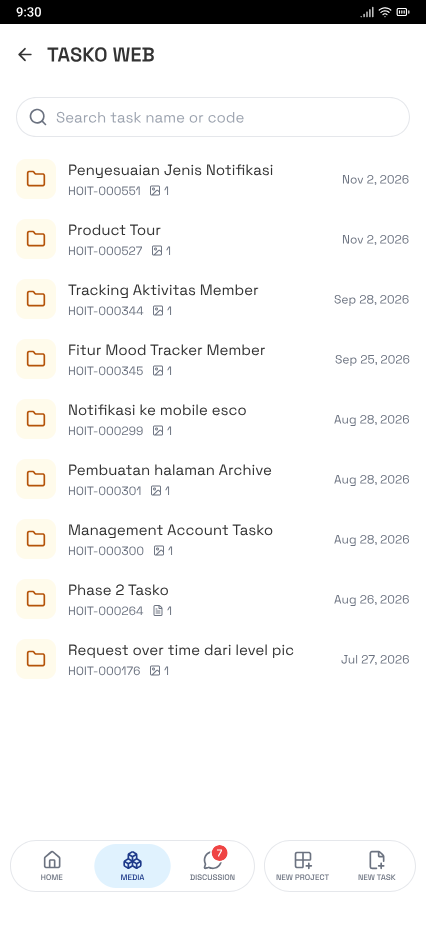 9:30
TASKO WEB
Search task name or code
Penyesuaian Jenis Notifikasi
HOIT-000551 1
Nov 2, 2026
Product Tour
HOIT-000527 1
Nov 2, 2026
Tracking Aktivitas Member
HOIT-000344 1
Sep 28, 2026
Fitur Mood Tracker Member
HOIT-000345 1
Sep 25, 2026
Notifikasi ke mobile esco
HOIT-000299 1
Aug 28, 2026
Pembuatan halaman Archive
HOIT-000301 1
Aug 28, 2026
Management Account Tasko
HOIT-000300 1
Aug 28, 2026
Phase 2 Tasko
HOIT-000264 1
Aug 26, 2026
Request over time dari level pic
HOIT-000176 1
Jul 27, 2026
HOME
MEDIA
7
DISCUSSION
NEW PROJECT
NEW TASK